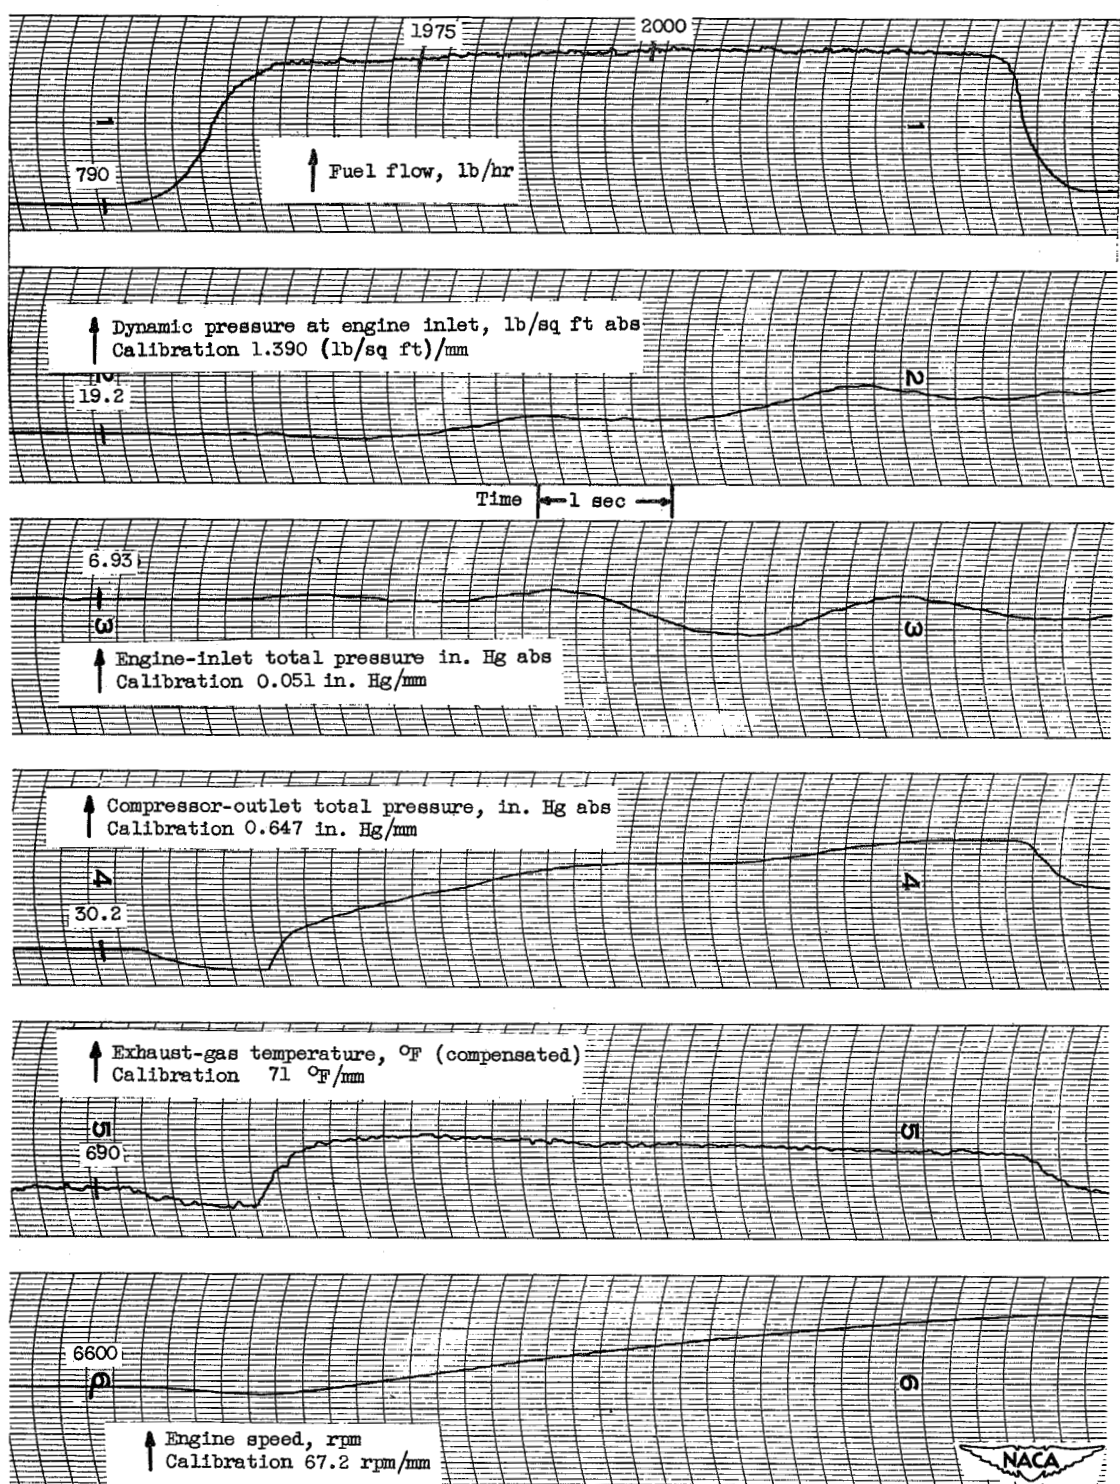 1975
2000
1
1
790
Fuel flow, lb/hr
Dynamic pressure at engine inlet, lb/sq ft abs
Calibration 1.390 (lb/sq ft)/mm
2
2
19.2
Time
1 sec
6.93
3
3
Engine-inlet total pressure in. Hg abs
Calibration 0.051 in. Hg/mm
Compressor-outlet total pressure, in. Hg abs
Calibration 0.647 in. Hg/mm
4
4
30.2
Exhaust-gas temperature, °F (compensated)
Calibration 71 °F/mm
5
5
690
6600
6
6
Engine speed, rpm
Calibration 67.2 rpm/mm
NACA